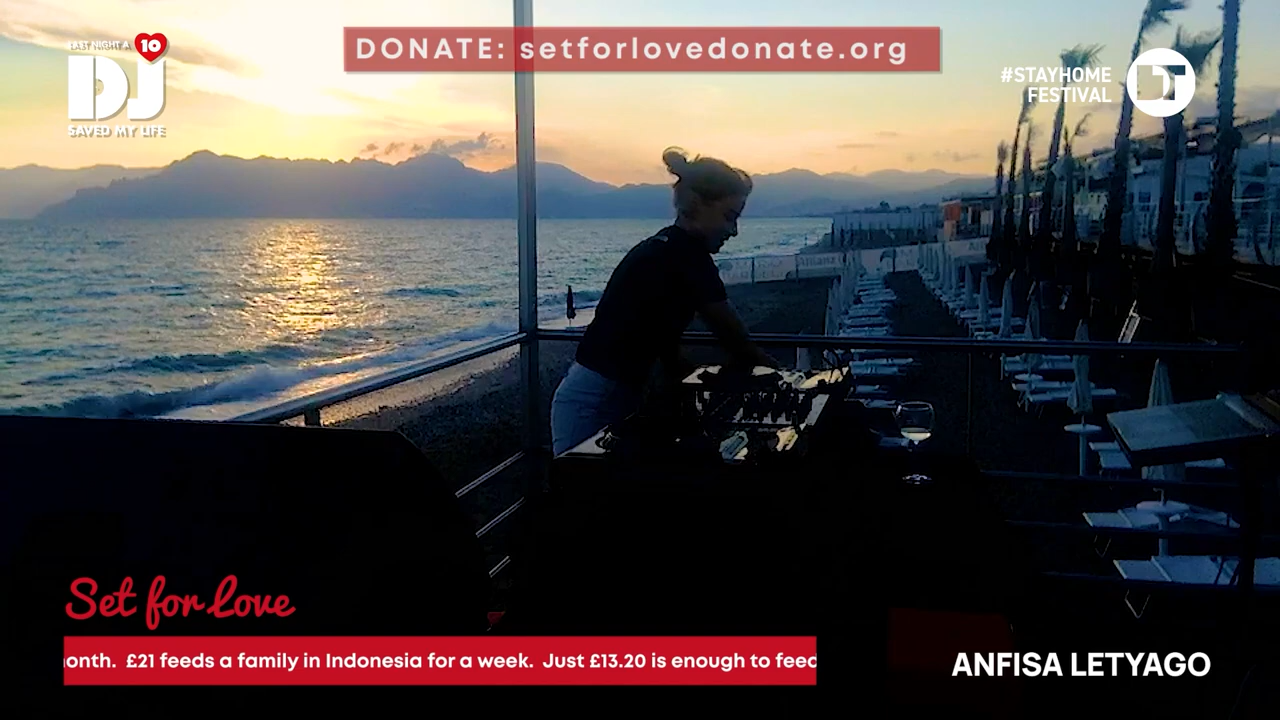 LAST NIGHT A
10
DJ
SAVED MY LIFE
DONATE: setforlovedonate.org
#STAYHOME
FESTIVAL
DT
Set for Love
onth. £21 feeds a family in Indonesia for a week. Just £13.20 is enough to feed
ANFISA LETYAGO